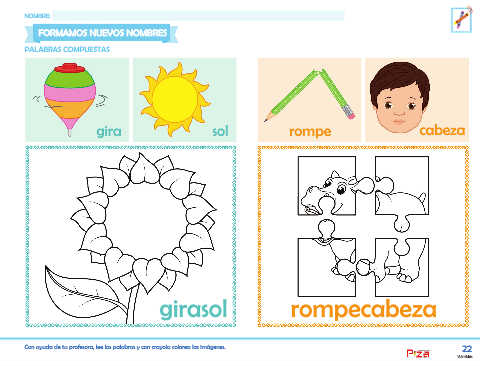 NOMBRE
FORMAMOS NUEVOS NOMBRES
PALABRAS COMPUESTAS
gira
sol
rompe
cabeza
girasol
rompecabeza
Con ayuda de tu profesora, lee las palabras y con crayola colorea las imágenes.
22